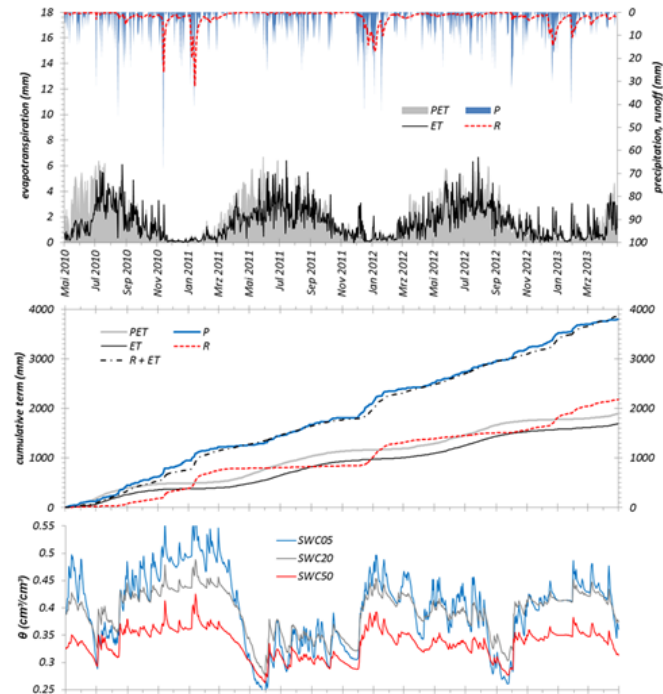 18 0
16 10
14 20
12 30
10 40
8 50
6 60
4 70
2 80
0 90
100
evapotranspiration (mm)
precipitation, runoff (mm)
PET P
ET R
Mai 2010 Jul 2010 Sep 2010 Nov 2010 Jan 2011 Mrz 2011 Mai 2011 Jul 2011 Sep 2011 Nov 2011 Jan 2012 Mrz 2012 Mai 2012 Jul 2012 Sep 2012 Nov 2012 Jan 2013 Mrz 2013
4000 4000
3000 3000
2000 2000
1000 1000
0 0
cumulative term (mm)
PET P
ET R
R + ET
0.55
0.5
0.45
0.4
0.35
0.3
0.25
θ (cm³/cm³)
SWC05
SWC20
SWC50